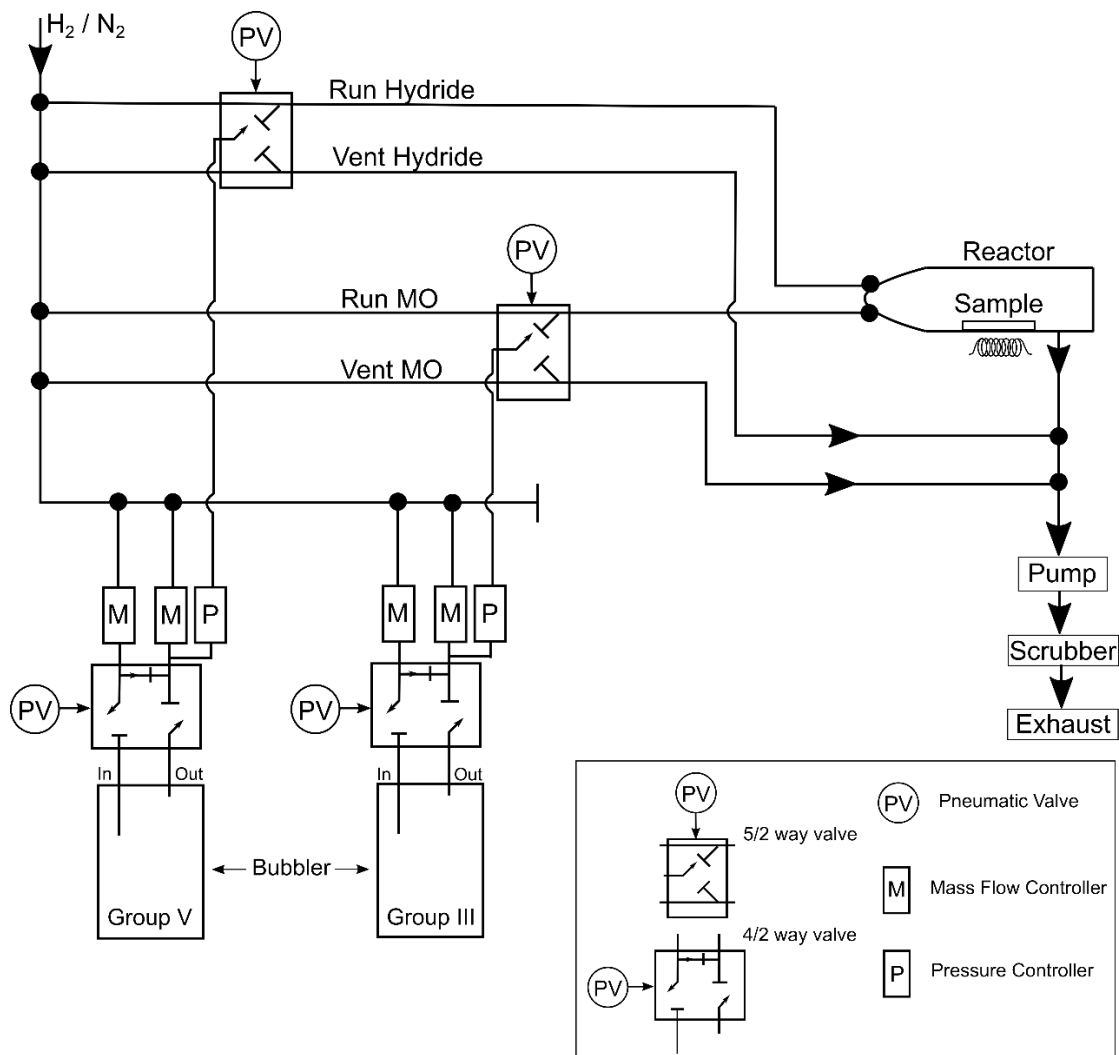 H₂ / N₂
PV
Run Hydride
Vent Hydride
PV
Run MO
Vent MO
Reactor
Sample
M M P
M M P
PV
PV
In Out
In Out
Bubbler
Group V
Group III
Pump
Scrubber
Exhaust
PV
5/2 way valve
4/2 way valve
PV
PV Pneumatic Valve
M Mass Flow Controller
P Pressure Controller